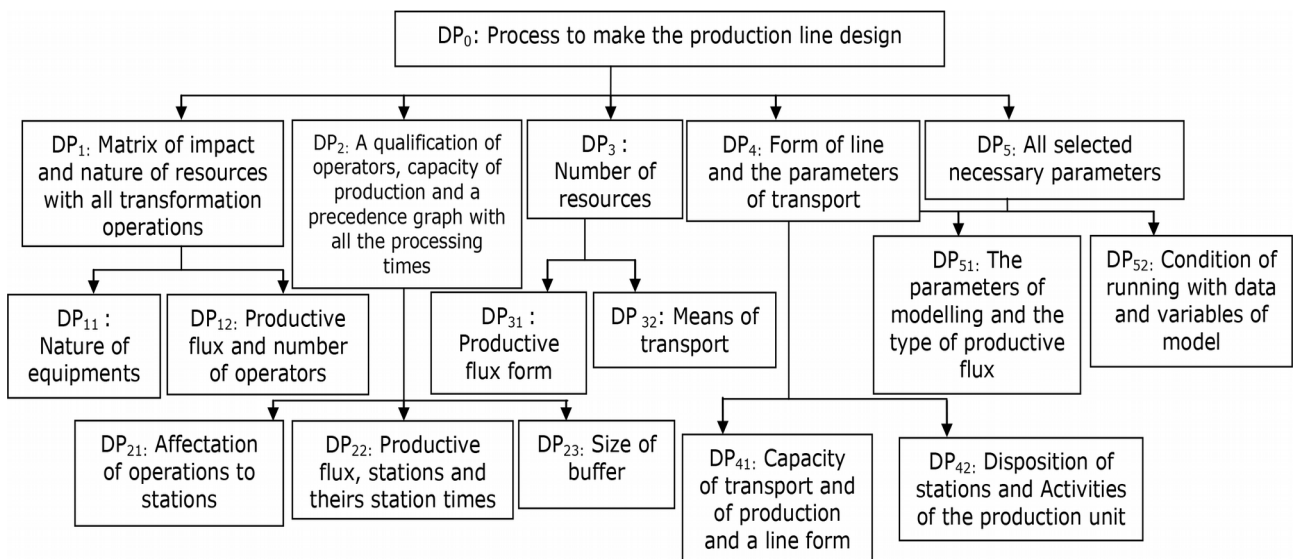 DP₀: Process to make the production line design
DP₁: Matrix of impact
and nature of resources
with all transformation
operations
DP₂: A qualification of
operators, capacity of
production and a
precedence graph with
all the processing
times
DP₃ :
Number of
resources
DP₄: Form of line
and the parameters
of transport
DP₅: All selected
necessary parameters
DP₁₁ :
Nature of
equipments
DP₁₂: Productive
flux and number
of operators
DP₃₁ :
Productive
flux form
DP ₃₂: Means of
transport
DP₅₁: The
parameters of
modelling and the
type of productive
flux
DP₅₂: Condition of
running with data
and variables of
model
DP₂₁: Affectation
of operations to
stations
DP₂₂: Productive
flux, stations and
theirs station times
DP₂₃: Size of
buffer
DP₄₁: Capacity
of transport and
of production
and a line form
DP₄₂: Disposition of
stations and Activities
of the production unit